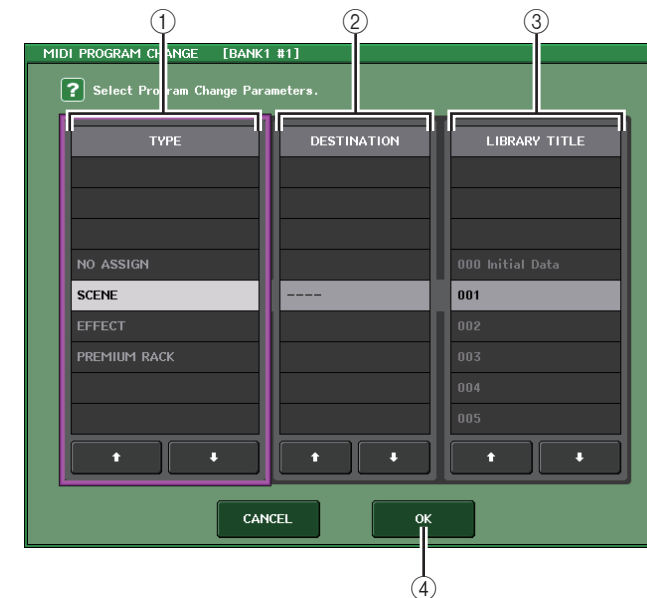 ① ② ③
MIDI PROGRAM CHANGE [BANK1 #1]
? Select Program Change Parameters.
TYPE DESTINATION LIBRARY TITLE
NO ASSIGN 000 Initial Data
SCENE ---- 001
EFFECT 002
PREMIUM RACK 003
004
005
CANCEL OK
④